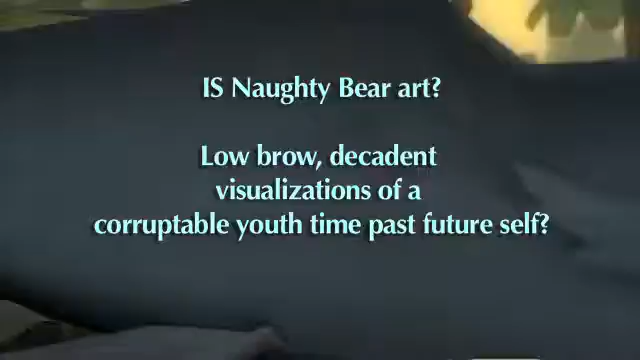 IS Naughty Bear art?
Low brow, decadent
visualizations of a
corruptable youth time past future self?